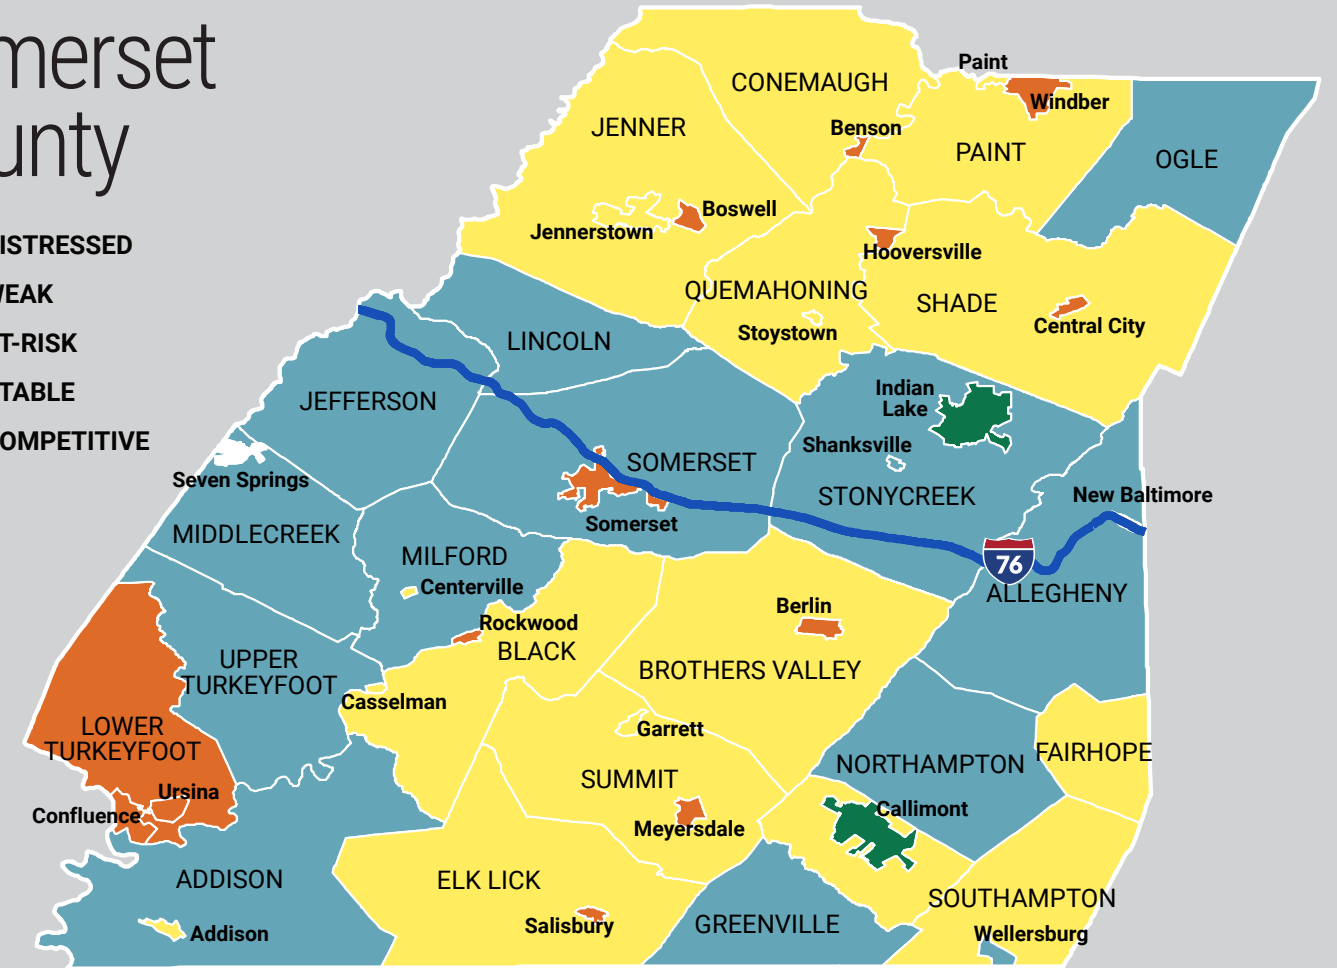 merset
unty
ISTRESSED
EAK
T-RISK
TABLE
OMPETITIVE
CONEMAUGH
Paint
Windber
JENNER
Benson
PAINT
OGLE
Boswell
Jennerstown
Hooversville
QUEMAHONING
SHADE
Stoystown
Central City
LINCOLN
JEFFERSON
Indian
Lake
Shanksville
SOMERSET
Seven Springs
STONYCREEK
New Baltimore
Somerset
MIDDLECREEK
MILFORD
76
Centerville
ALLEGHENY
Berlin
Rockwood
BLACK
UPPER
TURKEYFOOT
BROTHERS VALLEY
Casselman
LOWER
TURKEYFOOT
Garrett
FAIRHOPE
NORTHAMPTON
SUMMIT
Ursina
Confluence
Callimont
Meyersdale
ADDISON
ELK LICK
SOUTHAMPTON
Salisbury
GREENVILLE
Addison
Wellersburg